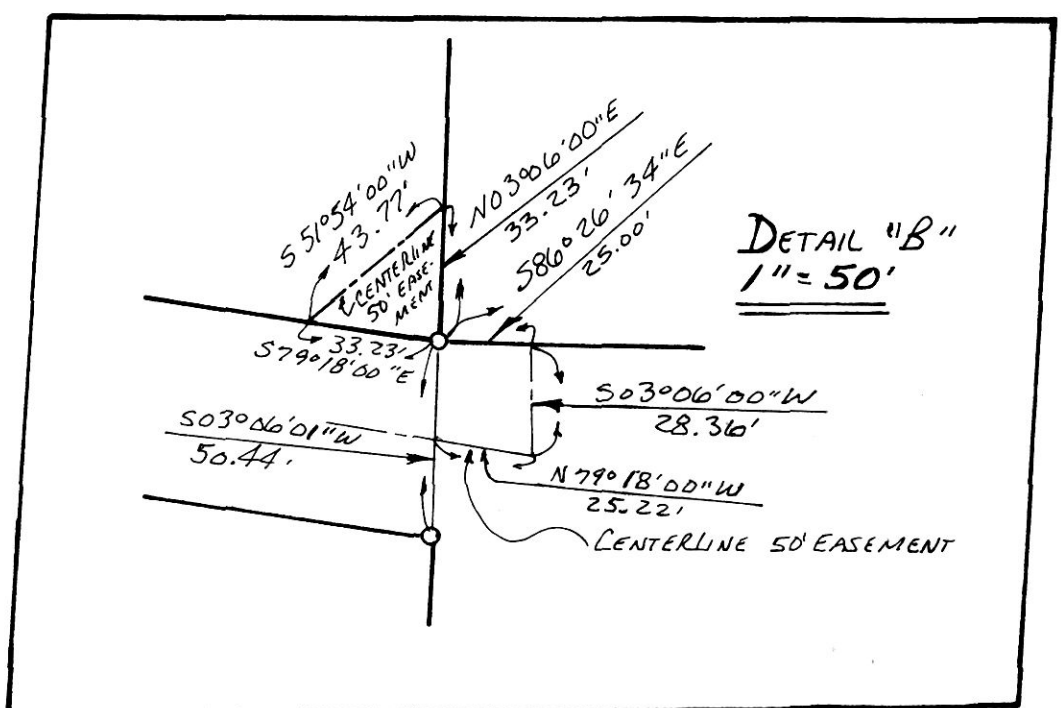 S 51°54'00"W
43.77'
N03°06'00"E
33.23'
S86°26'34"E
25.00'
DETAIL "B"
1" = 50'
℄ CENTERLINE
50' EASE-
MENT
33.23'
S79°18'00"E
S03°06'01"W
50.44'
S03°06'00"W
28.36'
N79°18'00"W
25.22'
CENTERLINE 50' EASEMENT